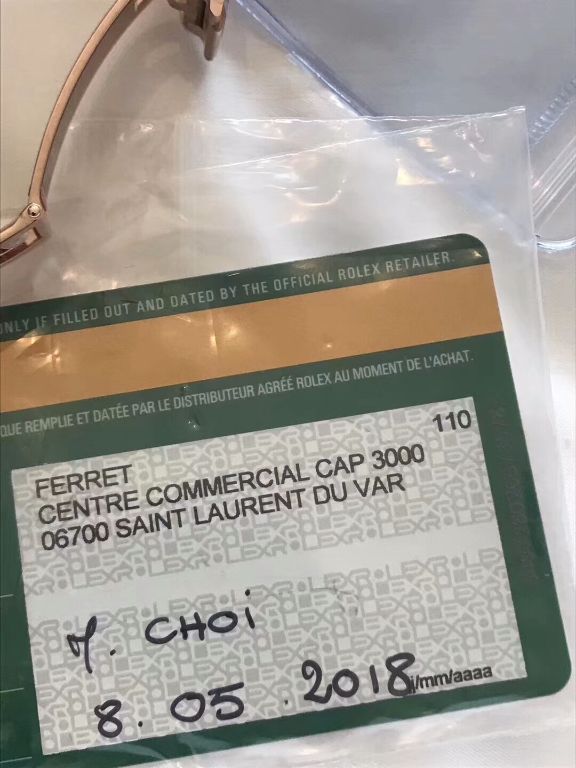 ONLY IF FILLED OUT AND DATED BY THE OFFICIAL ROLEX RETAILER.
QUE REMPLIE ET DATÉE PAR LE DISTRIBUTEUR AGRÉÉ ROLEX AU MOMENT DE L'ACHAT.
110
FERRET
CENTRE COMMERCIAL CAP 3000
06700 SAINT LAURENT DU VAR
M. CHOi
8. 05. 2018 j/mm/aaaa